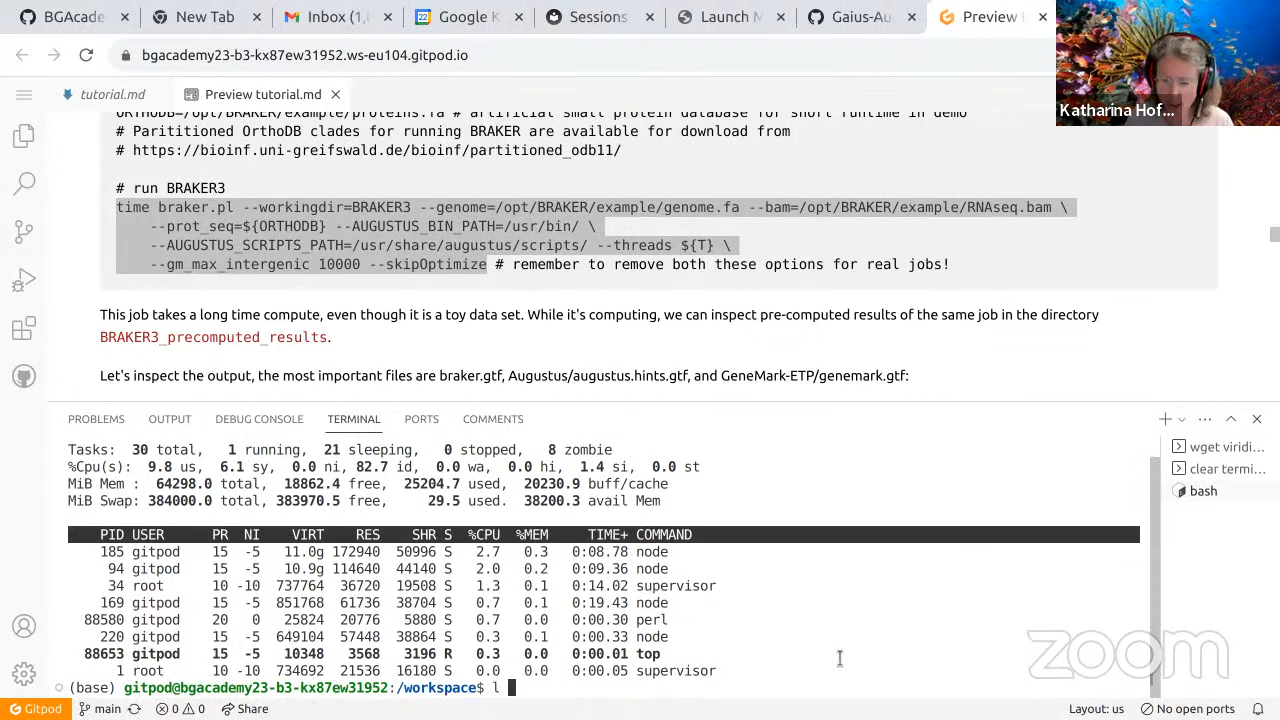 BGAcade
New Tab
Inbox (1,
Google K
Sessions
Launch M
Gaius-Au
Preview
bgacademy23-b3-kx87ew31952.ws-eu104.gitpod.io
Katharina Hof...
tutorial.md
Preview tutorial.md
ORTHODB=/opt/BRAKER/example/proteins.fa # artificial small protein database for short runtime in demo
# Parititioned OrthoDB clades for running BRAKER are available for download from
# https://bioinf.uni-greifswald.de/bioinf/partitioned_odb11/
# run BRAKER3
time braker.pl --workingdir=BRAKER3 --genome=/opt/BRAKER/example/genome.fa --bam=/opt/BRAKER/example/RNAseq.bam \
--prot_seq=${ORTHODB} --AUGUSTUS_BIN_PATH=/usr/bin/ \
--AUGUSTUS_SCRIPTS_PATH=/usr/share/augustus/scripts/ --threads ${T} \
--gm_max_intergenic 10000 --skipOptimize # remember to remove both these options for real jobs!
This job takes a long time compute, even though it is a toy data set. While it's computing, we can inspect pre-computed results of the same job in the directory
BRAKER3_precomputed_results.
Let's inspect the output, the most important files are braker.gtf, Augustus/augustus.hints.gtf, and GeneMark-ETP/genemark.gtf:
PROBLEMS OUTPUT DEBUG CONSOLE TERMINAL PORTS COMMENTS
Tasks: 30 total, 1 running, 21 sleeping, 0 stopped, 8 zombie
%Cpu(s): 9.8 us, 6.1 sy, 0.0 ni, 82.7 id, 0.0 wa, 0.0 hi, 1.4 si, 0.0 st
MiB Mem : 64298.0 total, 18862.4 free, 25204.7 used, 20230.9 buff/cache
MiB Swap: 384000.0 total, 383970.5 free, 29.5 used. 38200.3 avail Mem
PID USER PR NI VIRT RES SHR S %CPU %MEM TIME+ COMMAND
185 gitpod 15 -5 11.0g 172940 50996 S 2.7 0.3 0:08.78 node
94 gitpod 15 -5 10.9g 114640 44140 S 2.0 0.2 0:09.36 node
34 root 10 -10 737764 36720 19508 S 1.3 0.1 0:14.02 supervisor
169 gitpod 15 -5 851768 61736 38704 S 0.7 0.1 0:19.43 node
88580 gitpod 20 0 25824 20776 5880 S 0.7 0.0 0:00.30 perl
220 gitpod 15 -5 649104 57448 38864 S 0.3 0.1 0:00.33 node
88653 gitpod 15 -5 10348 3568 3196 R 0.3 0.0 0:00.01 top
1 root 10 -10 734692 21536 16180 S 0.0 0.0 0:00.05 supervisor
(base) gitpod@bgacademy23-b3-kx87ew31952:/workspace$ l
wget viridi...
clear termi...
bash
zoom
Gitpod main 0 0 Share
Layout: us No open ports